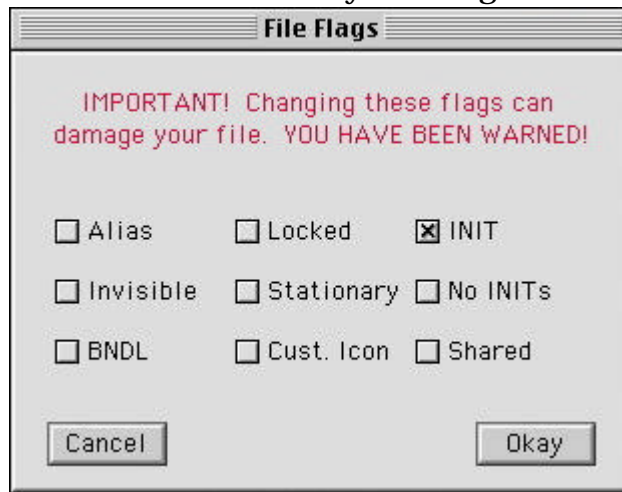 File Flags
IMPORTANT! Changing these flags can
damage your file. YOU HAVE BEEN WARNED!
Alias Locked INIT
Invisible Stationary No INITs
BNDL Cust. Icon Shared
Cancel Okay